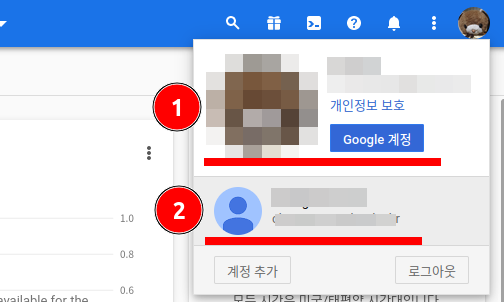 1
개인정보 보호
Google 계정
2
1.0
0.8
0.6
계정 추가
로그아웃
available for the
모두 시간은 미국/태평양 시간대입니다